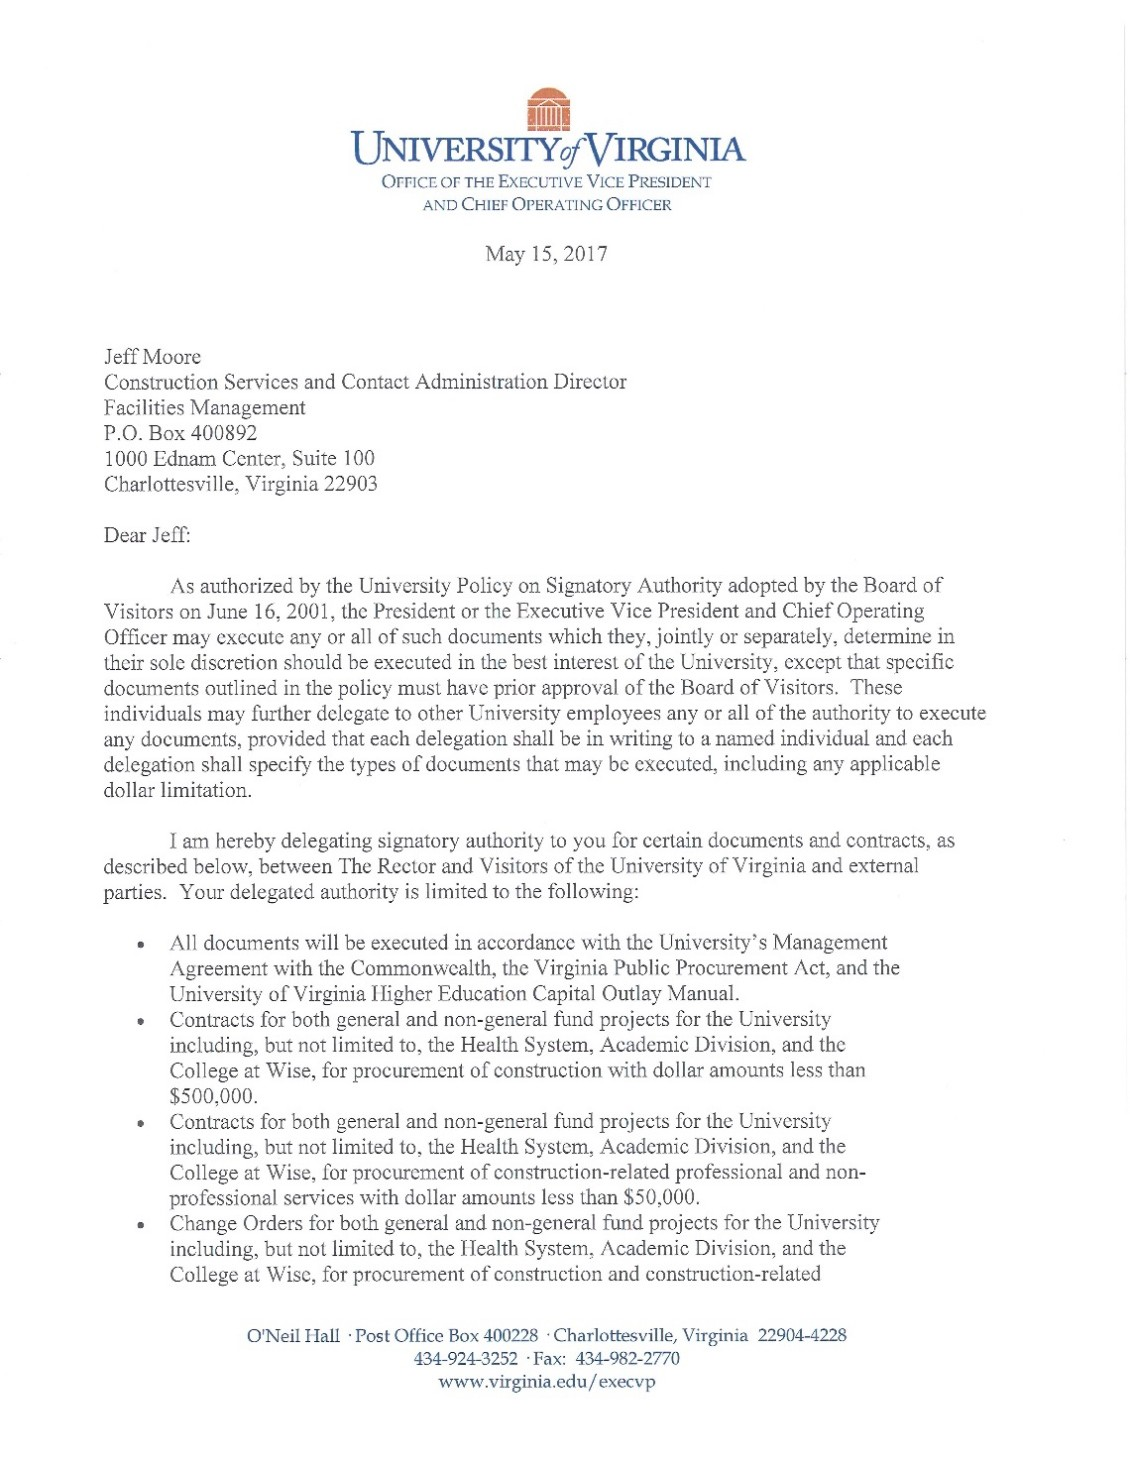 UNIVERSITY of VIRGINIA
OFFICE OF THE EXECUTIVE VICE PRESIDENT
AND CHIEF OPERATING OFFICER
May 15, 2017
Jeff Moore
Construction Services and Contact Administration Director
Facilities Management
P.O. Box 400892
1000 Ednam Center, Suite 100
Charlottesville, Virginia 22903
Dear Jeff:
As authorized by the University Policy on Signatory Authority adopted by the Board of
Visitors on June 16, 2001, the President or the Executive Vice President and Chief Operating
Officer may execute any or all of such documents which they, jointly or separately, determine in
their sole discretion should be executed in the best interest of the University, except that specific
documents outlined in the policy must have prior approval of the Board of Visitors. These
individuals may further delegate to other University employees any or all of the authority to execute
any documents, provided that each delegation shall be in writing to a named individual and each
delegation shall specify the types of documents that may be executed, including any applicable
dollar limitation.
I am hereby delegating signatory authority to you for certain documents and contracts, as
described below, between The Rector and Visitors of the University of Virginia and external
parties. Your delegated authority is limited to the following:
• All documents will be executed in accordance with the University's Management
Agreement with the Commonwealth, the Virginia Public Procurement Act, and the
University of Virginia Higher Education Capital Outlay Manual.
• Contracts for both general and non-general fund projects for the University
including, but not limited to, the Health System, Academic Division, and the
College at Wise, for procurement of construction with dollar amounts less than
$500,000.
• Contracts for both general and non-general fund projects for the University
including, but not limited to, the Health System, Academic Division, and the
College at Wise, for procurement of construction-related professional and non-
professional services with dollar amounts less than $50,000.
• Change Orders for both general and non-general fund projects for the University
including, but not limited to, the Health System, Academic Division, and the
College at Wise, for procurement of construction and construction-related
O'Neil Hall · Post Office Box 400228 · Charlottesville, Virginia 22904-4228
434-924-3252 · Fax: 434-982-2770
www.virginia.edu/execvp